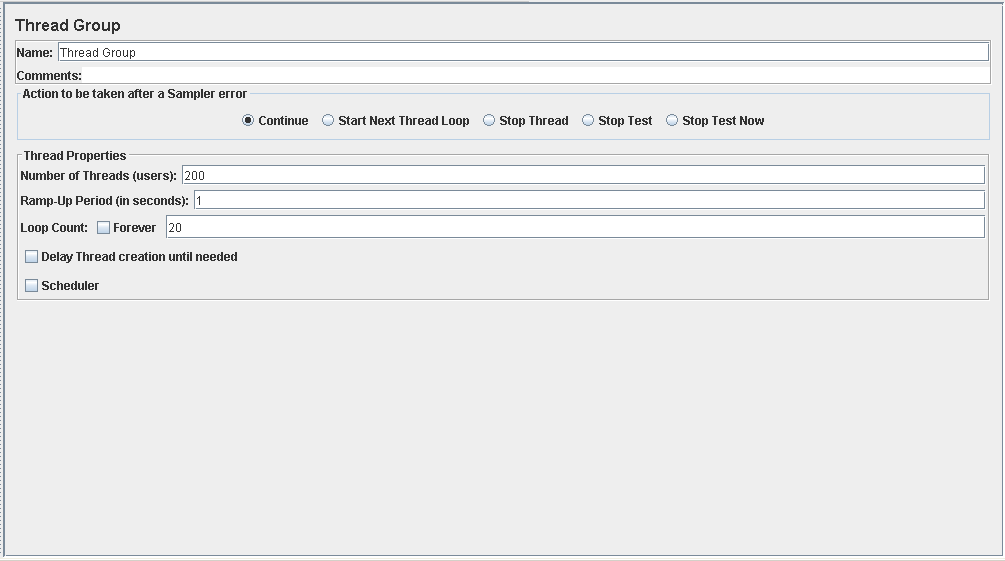 Thread Group
Name: Thread Group
Comments:
Action to be taken after a Sampler error
Continue Start Next Thread Loop Stop Thread Stop Test Stop Test Now
Thread Properties
Number of Threads (users): 200
Ramp-Up Period (in seconds): 1
Loop Count: Forever 20
Delay Thread creation until needed
Scheduler